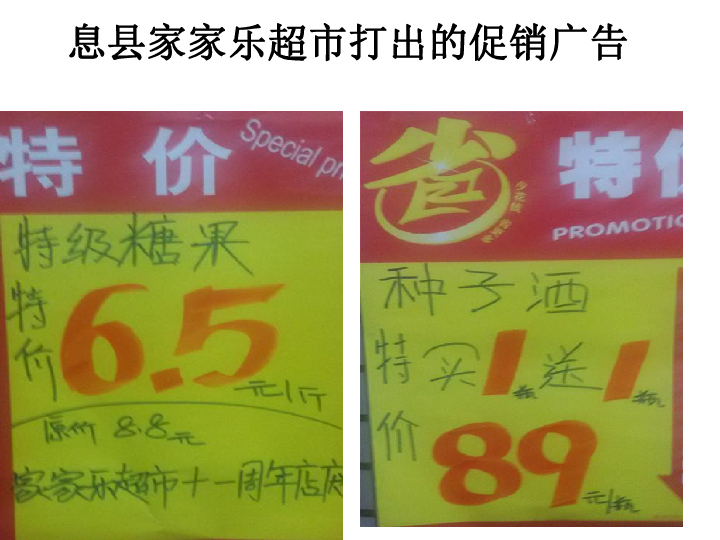 息县家家乐超市打出的促销广告
特 价
Special pr
特级糖果
特价
6.5
元/斤
原价 8.8元
家家乐超市十一周年店庆
省
特价
PROMOTIO
种子酒
特价
买1瓶送1瓶
89
元/瓶